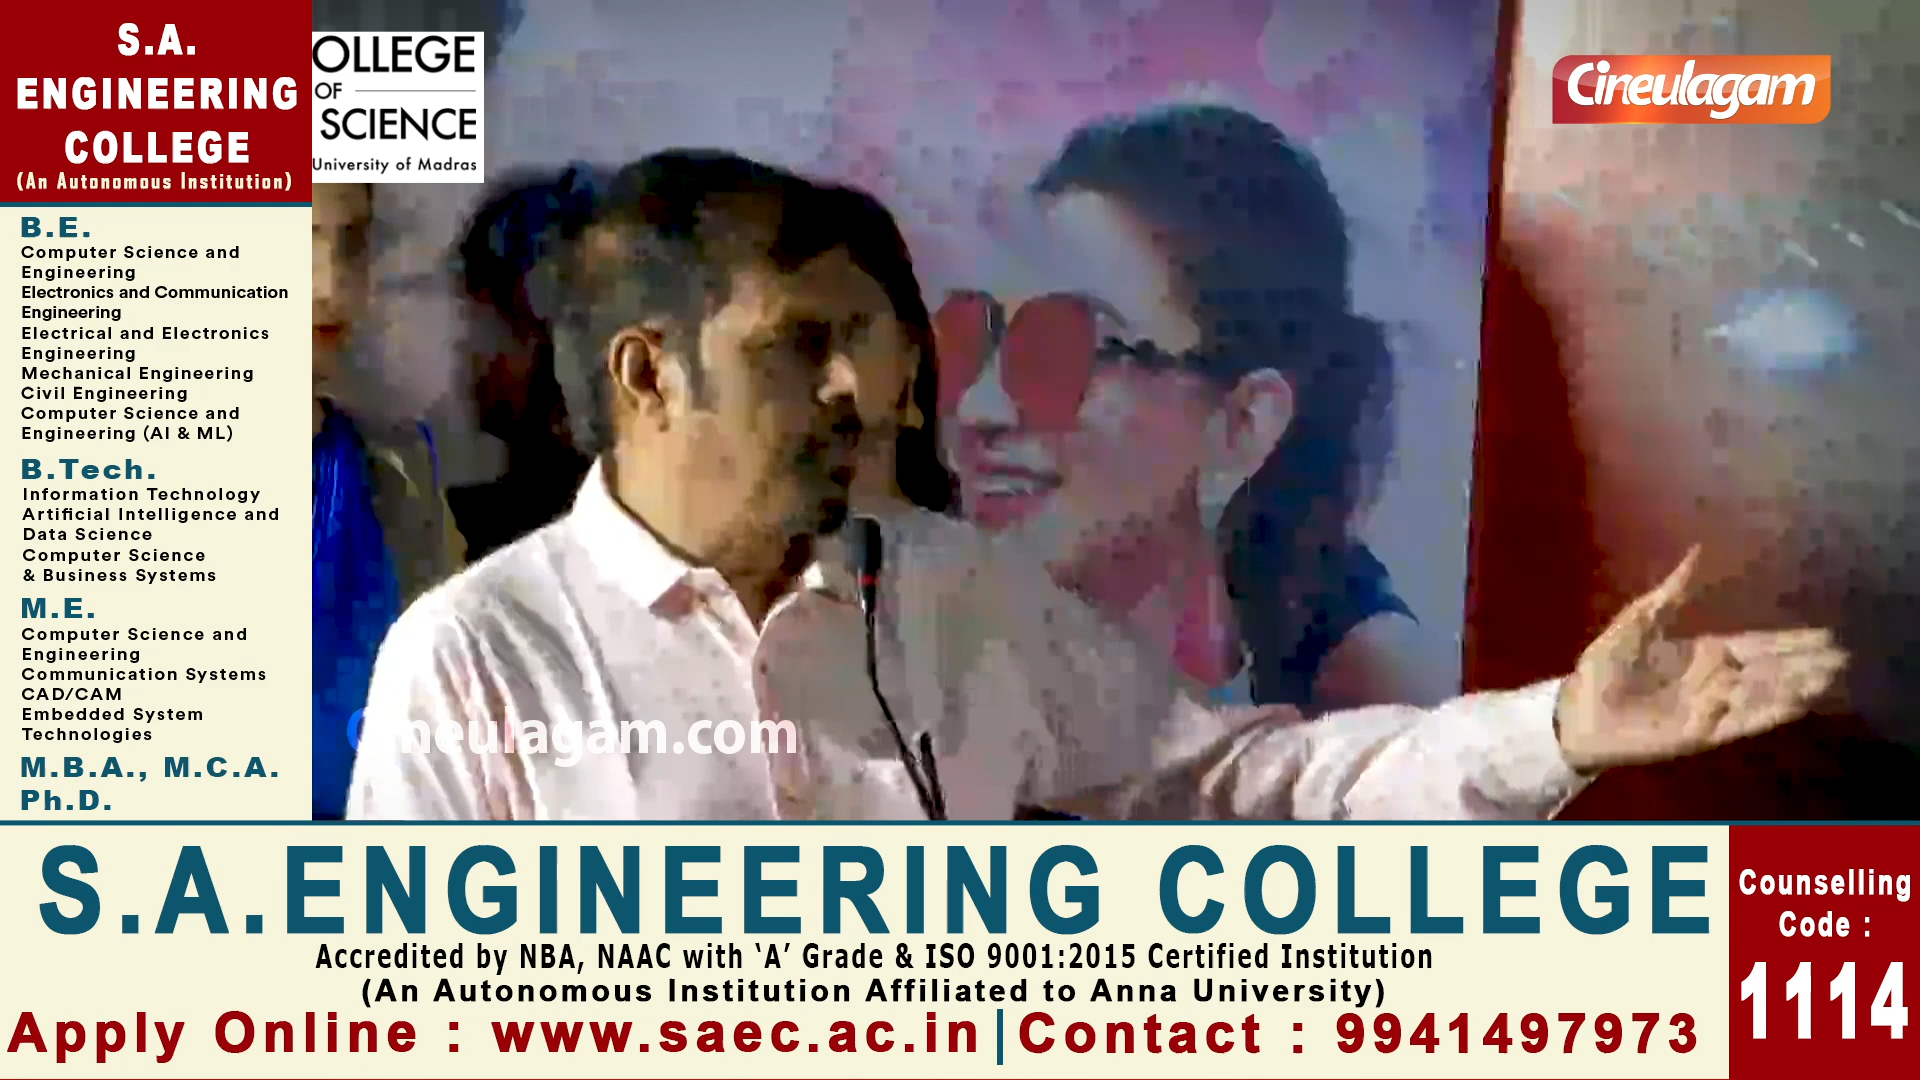 S.A.
ENGINEERING
COLLEGE
(An Autonomous Institution)
OLLEGE
OF
SCIENCE
University of Madras
Cineulagam
B.E.
Computer Science and
Engineering
Electronics and Communication
Engineering
Electrical and Electronics
Engineering
Mechanical Engineering
Civil Engineering
Computer Science and
Engineering (AI & ML)
B.Tech.
Information Technology
Artificial Intelligence and
Data Science
Computer Science
& Business Systems
M.E.
Computer Science and
Engineering
Communication Systems
CAD/CAM
Embedded System
Technologies
M.B.A., M.C.A.
Ph.D.
Cineulagam.com
S.A.ENGINEERING COLLEGE
Accredited by NBA, NAAC with ‘A’ Grade & ISO 9001:2015 Certified Institution
(An Autonomous Institution Affiliated to Anna University)
Apply Online : www.saec.ac.in|Contact : 9941497973
Counselling
Code :
1114